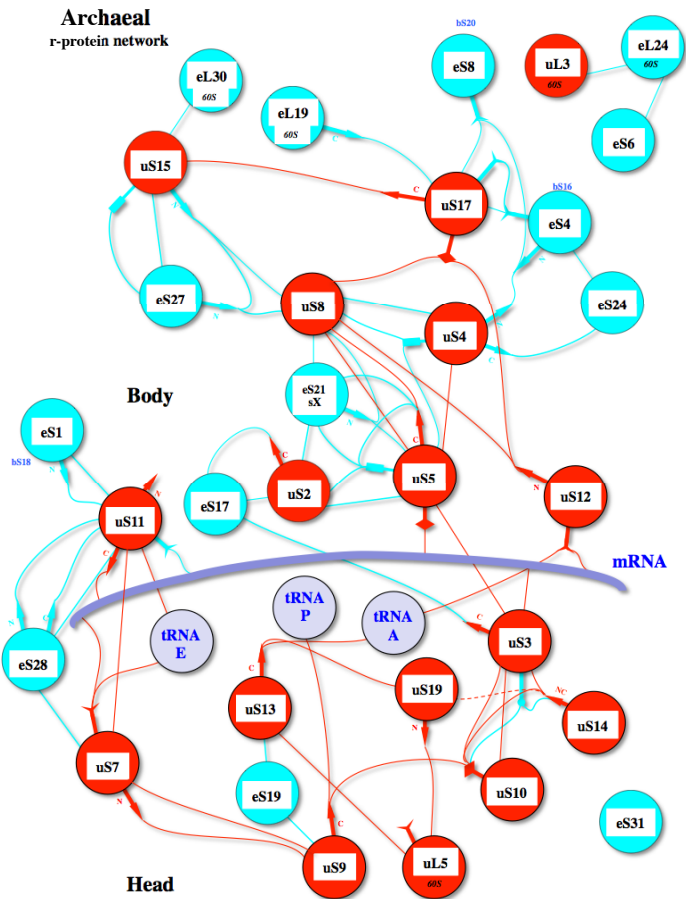 Archaeal
r-protein network
bS20
eS8
uL3
60S
eL24
60S
eL30
60S
eL19
60S
C
eS6
uS15
C
uS17
bS16
eS4
eS27
N
uS8
uS4
C
eS24
Body
eS21
sX
N
C
eS1
bS18
N
C
uS2
eS17
uS5
N
uS12
N
uS11
C
mRNA
tRNA
P
tRNA
A
tRNA
E
N
C
eS28
C
uS3
C
uS13
uS19
N
NC
uS14
uS7
N
eS19
uS10
C
eS31
uS9
uL5
60S
Head